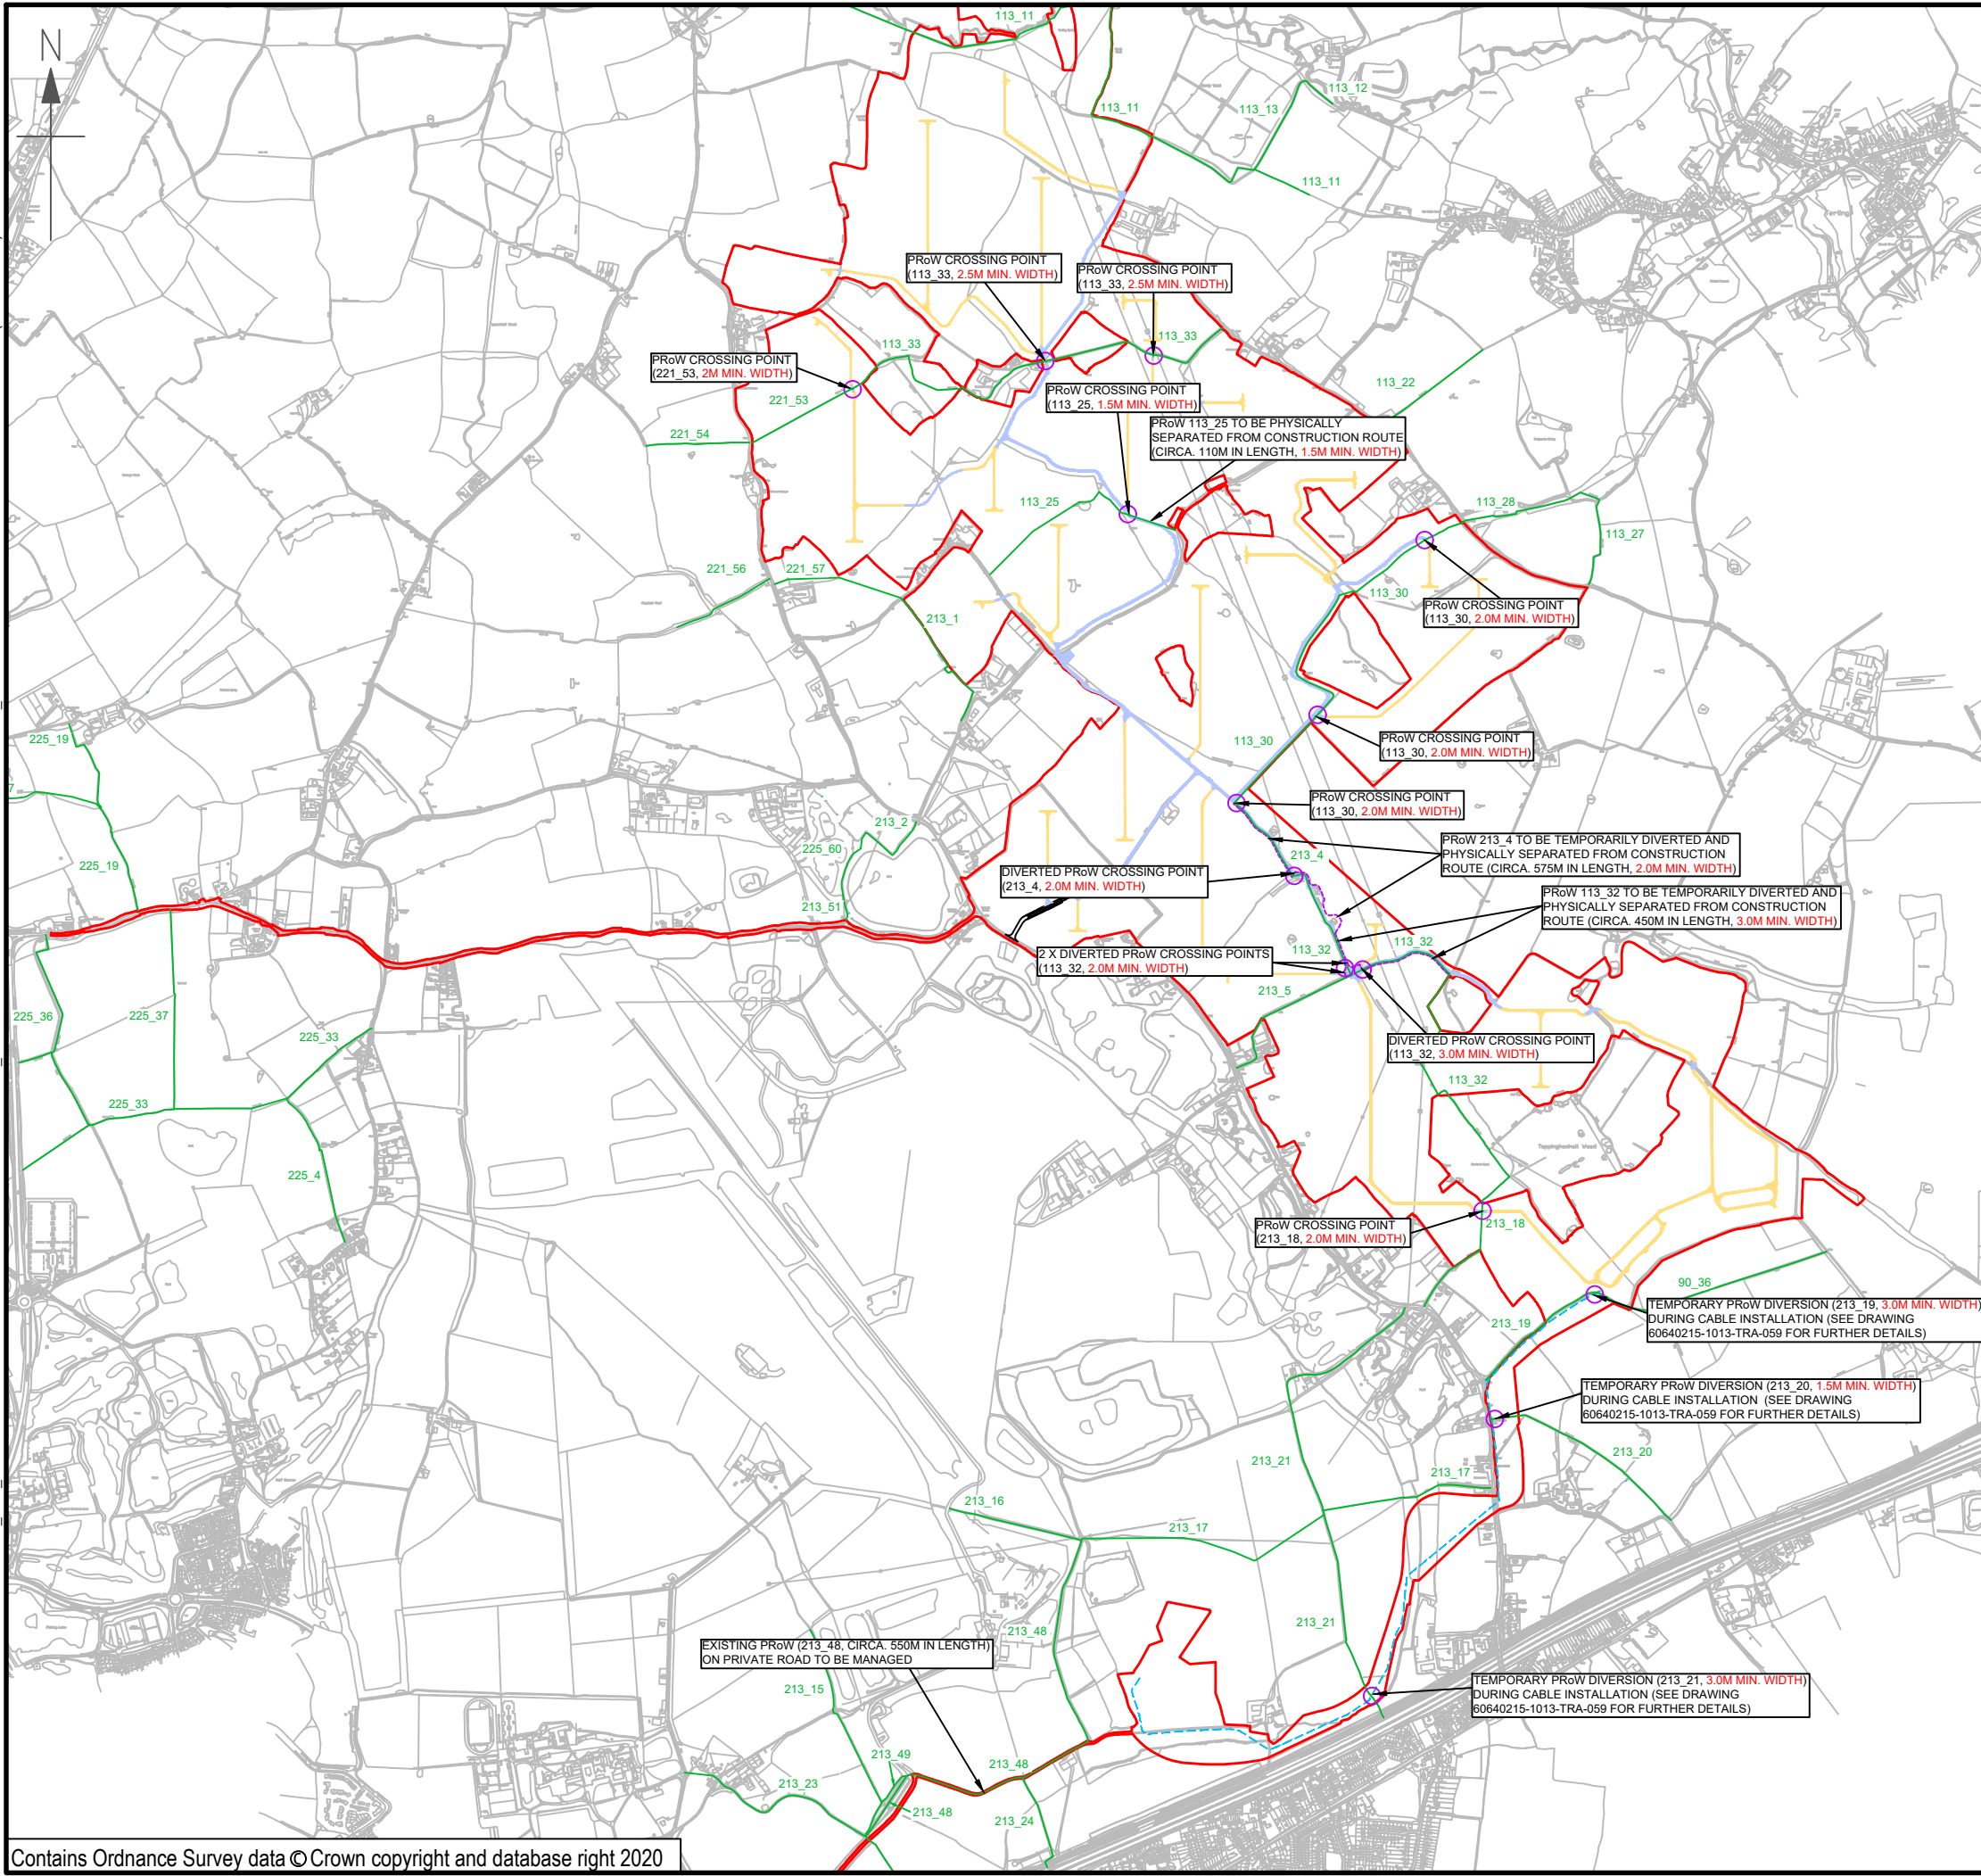 N
113_11
113_12
113_11
113_13
113_11
PRoW CROSSING POINT
(113_33, 2.5M MIN. WIDTH)
PRoW CROSSING POINT
(113_33, 2.5M MIN. WIDTH)
113_33
113_33
PRoW CROSSING POINT
(221_53, 2M MIN. WIDTH)
113_22
PRoW CROSSING POINT
(113_25, 1.5M MIN. WIDTH)
221_53
221_54
PRoW 113_25 TO BE PHYSICALLY
SEPARATED FROM CONSTRUCTION ROUTE
(CIRCA. 110M IN LENGTH, 1.5M MIN. WIDTH)
113_25
113_28
113_27
221_56
221_57
113_30
PRoW CROSSING POINT
(113_30, 2.0M MIN. WIDTH)
213_1
225_19
113_30
PRoW CROSSING POINT
(113_30, 2.0M MIN. WIDTH)
7
PRoW CROSSING POINT
(113_30, 2.0M MIN. WIDTH)
213_2
225_60
213_4
PRoW 213_4 TO BE TEMPORARILY DIVERTED AND
PHYSICALLY SEPARATED FROM CONSTRUCTION
ROUTE (CIRCA. 575M IN LENGTH, 2.0M MIN. WIDTH)
225_19
DIVERTED PRoW CROSSING POINT
(213_4, 2.0M MIN. WIDTH)
PRoW 113_32 TO BE TEMPORARILY DIVERTED AND
PHYSICALLY SEPARATED FROM CONSTRUCTION
ROUTE (CIRCA. 450M IN LENGTH, 3.0M MIN. WIDTH)
213_51
113_32
113_32
2 X DIVERTED PRoW CROSSING POINTS
(113_32, 2.0M MIN. WIDTH)
213_5
225_36
225_37
225_33
DIVERTED PRoW CROSSING POINT
(113_32, 3.0M MIN. WIDTH)
113_32
225_33
Tappinghashall Wood
225_4
PRoW CROSSING POINT
(213_18, 2.0M MIN. WIDTH)
213_18
90_36
TEMPORARY PRoW DIVERSION (213_19, 3.0M MIN. WIDTH)
DURING CABLE INSTALLATION (SEE DRAWING
60640215-1013-TRA-059 FOR FURTHER DETAILS)
213_19
TEMPORARY PRoW DIVERSION (213_20, 1.5M MIN. WIDTH)
DURING CABLE INSTALLATION (SEE DRAWING
60640215-1013-TRA-059 FOR FURTHER DETAILS)
213_20
213_21
213_17
213_16
213_17
213_21
213_48
EXISTING PRoW (213_48, CIRCA. 550M IN LENGTH)
ON PRIVATE ROAD TO BE MANAGED
213_15
TEMPORARY PRoW DIVERSION (213_21, 3.0M MIN. WIDTH)
DURING CABLE INSTALLATION (SEE DRAWING
60640215-1013-TRA-059 FOR FURTHER DETAILS)
213_49
213_48
213_23
213_48
213_24
Contains Ordnance Survey data © Crown copyright and database right 2020